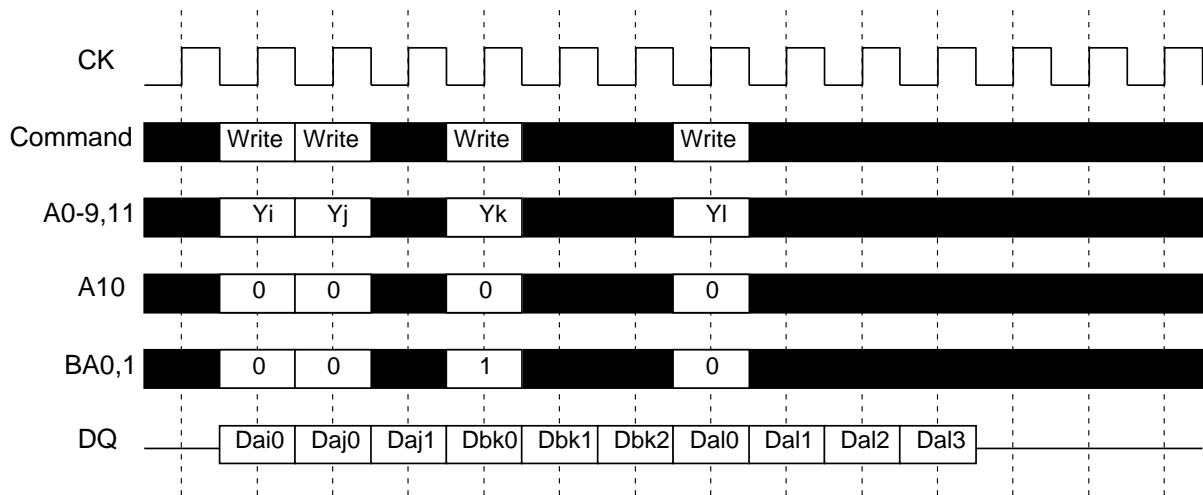 CK
Command Write Write Write Write
A0-9,11 Yi Yj Yk Yl
A10 0 0 0 0
BA0,1 0 0 1 0
DQ Dai0 Daj0 Daj1 Dbk0 Dbk1 Dbk2 Dal0 Dal1 Dal2 Dal3